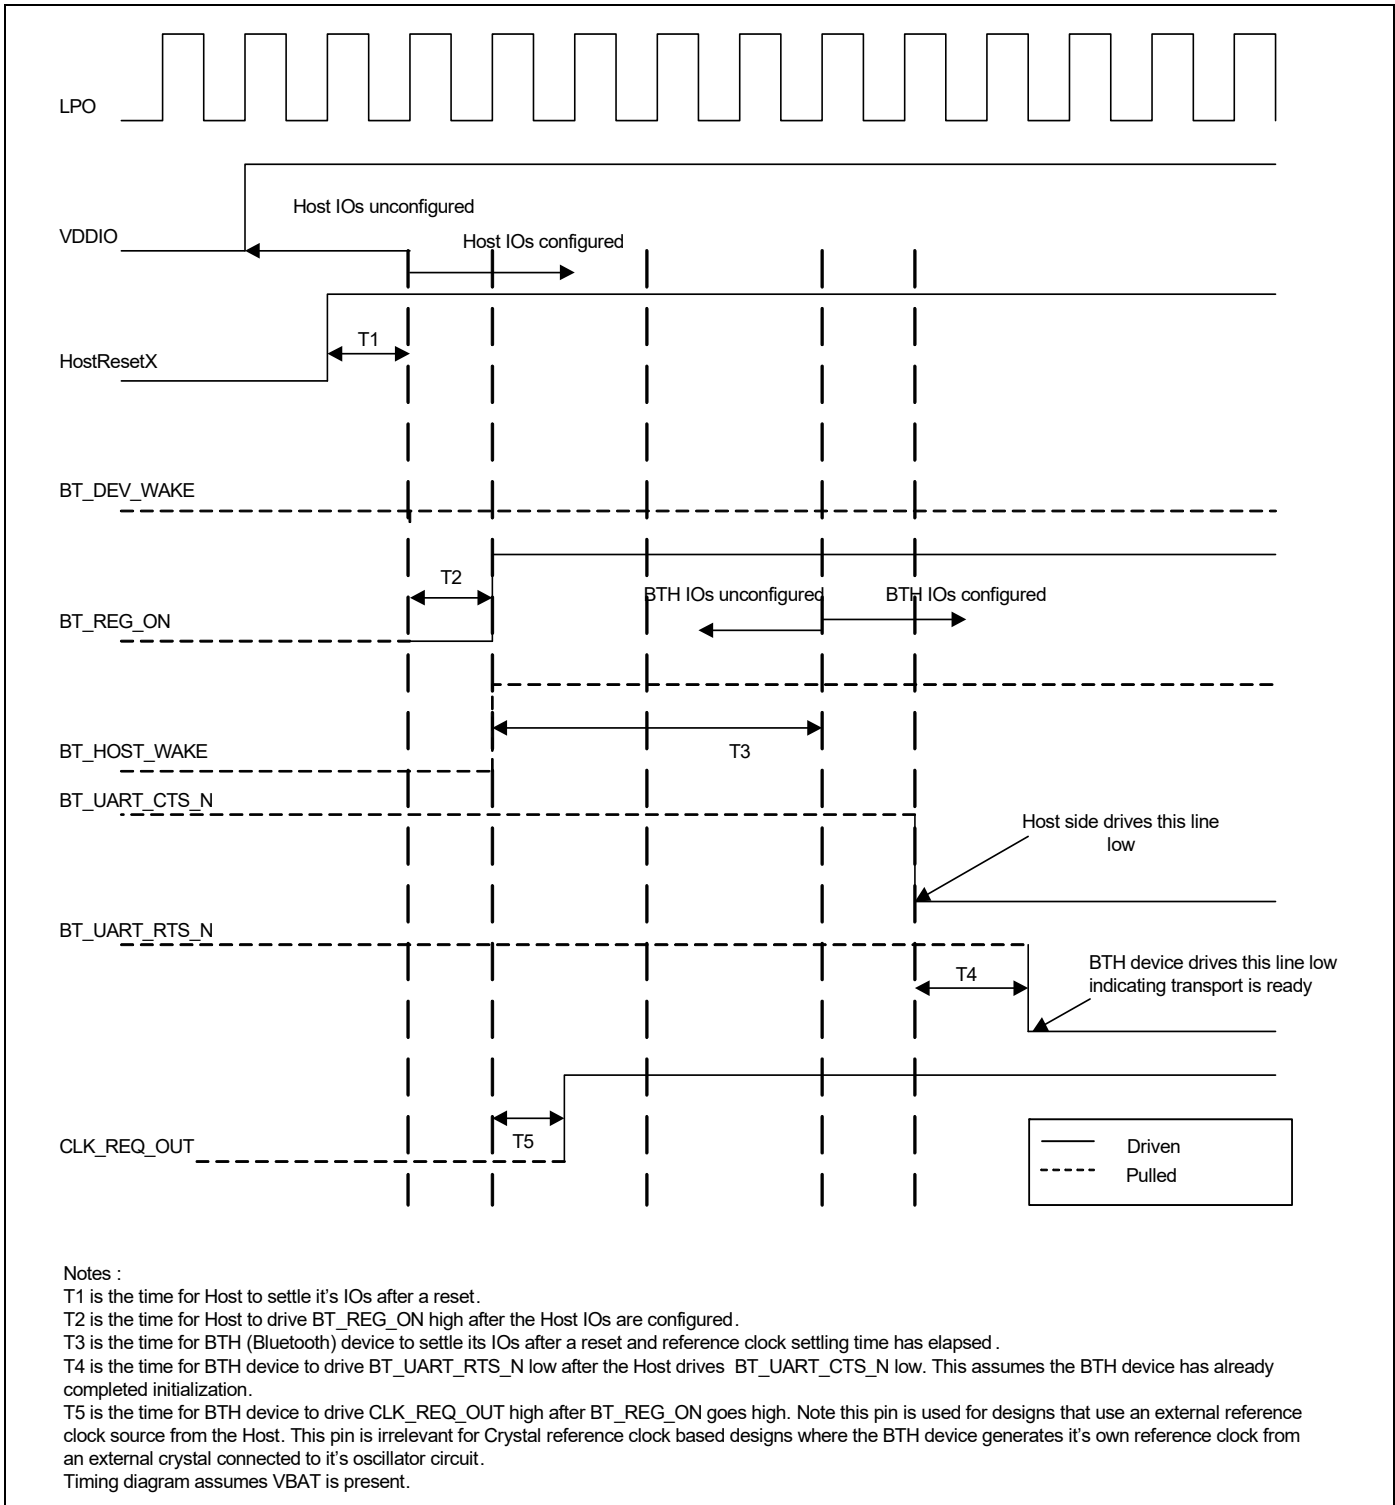 LPO
Host IOs unconfigured
VDDIO
Host IOs configured
T1
HostResetX
BT_DEV_WAKE
T2
BTH IOs unconfigured
BTH IOs configured
BT_REG_ON
BT_HOST_WAKE
T3
BT_UART_CTS_N
Host side drives this line
low
BT_UART_RTS_N
T4
BTH device drives this line low
indicating transport is ready
T5
CLK_REQ_OUT
Driven
Pulled
Notes :
T1 is the time for Host to settle it's IOs after a reset.
T2 is the time for Host to drive BT_REG_ON high after the Host IOs are configured.
T3 is the time for BTH (Bluetooth) device to settle its IOs after a reset and reference clock settling time has elapsed .
T4 is the time for BTH device to drive BT_UART_RTS_N low after the Host drives BT_UART_CTS_N low. This assumes the BTH device has already
completed initialization.
T5 is the time for BTH device to drive CLK_REQ_OUT high after BT_REG_ON goes high. Note this pin is used for designs that use an external reference
clock source from the Host. This pin is irrelevant for Crystal reference clock based designs where the BTH device generates it's own reference clock from
an external crystal connected to it's oscillator circuit.
Timing diagram assumes VBAT is present.